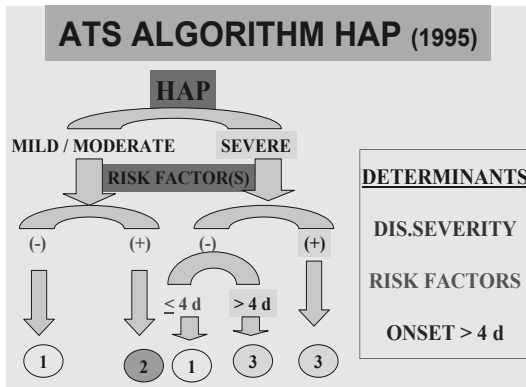 ATS ALGORITHM HAP (1995)
HAP
MILD / MODERATE SEVERE
RISK FACTOR(S)
(-) (+) (-) (+)
≤ 4 d > 4 d
1 2 1 3 3
DETERMINANTS
DIS.SEVERITY
RISK FACTORS
ONSET > 4 d